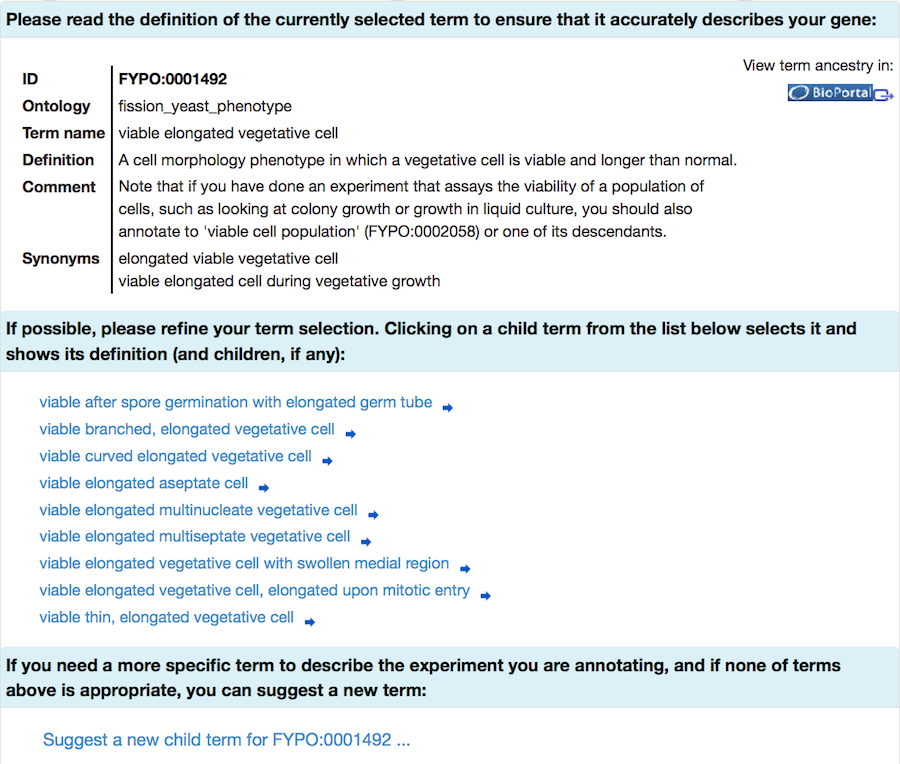 Please read the definition of the currently selected term to ensure that it accurately describes your gene:
View term ancestry in:
BioPortal
ID FYPO:0001492
Ontology fission_yeast_phenotype
Term name viable elongated vegetative cell
Definition A cell morphology phenotype in which a vegetative cell is viable and longer than normal.
Comment Note that if you have done an experiment that assays the viability of a population of
cells, such as looking at colony growth or growth in liquid culture, you should also
annotate to 'viable cell population' (FYPO:0002058) or one of its descendants.
Synonyms elongated viable vegetative cell
viable elongated cell during vegetative growth
If possible, please refine your term selection. Clicking on a child term from the list below selects it and
shows its definition (and children, if any):
viable after spore germination with elongated germ tube
viable branched, elongated vegetative cell
viable curved elongated vegetative cell
viable elongated aseptate cell
viable elongated multinucleate vegetative cell
viable elongated multiseptate vegetative cell
viable elongated vegetative cell with swollen medial region
viable elongated vegetative cell, elongated upon mitotic entry
viable thin, elongated vegetative cell
If you need a more specific term to describe the experiment you are annotating, and if none of terms
above is appropriate, you can suggest a new term:
Suggest a new child term for FYPO:0001492 ...